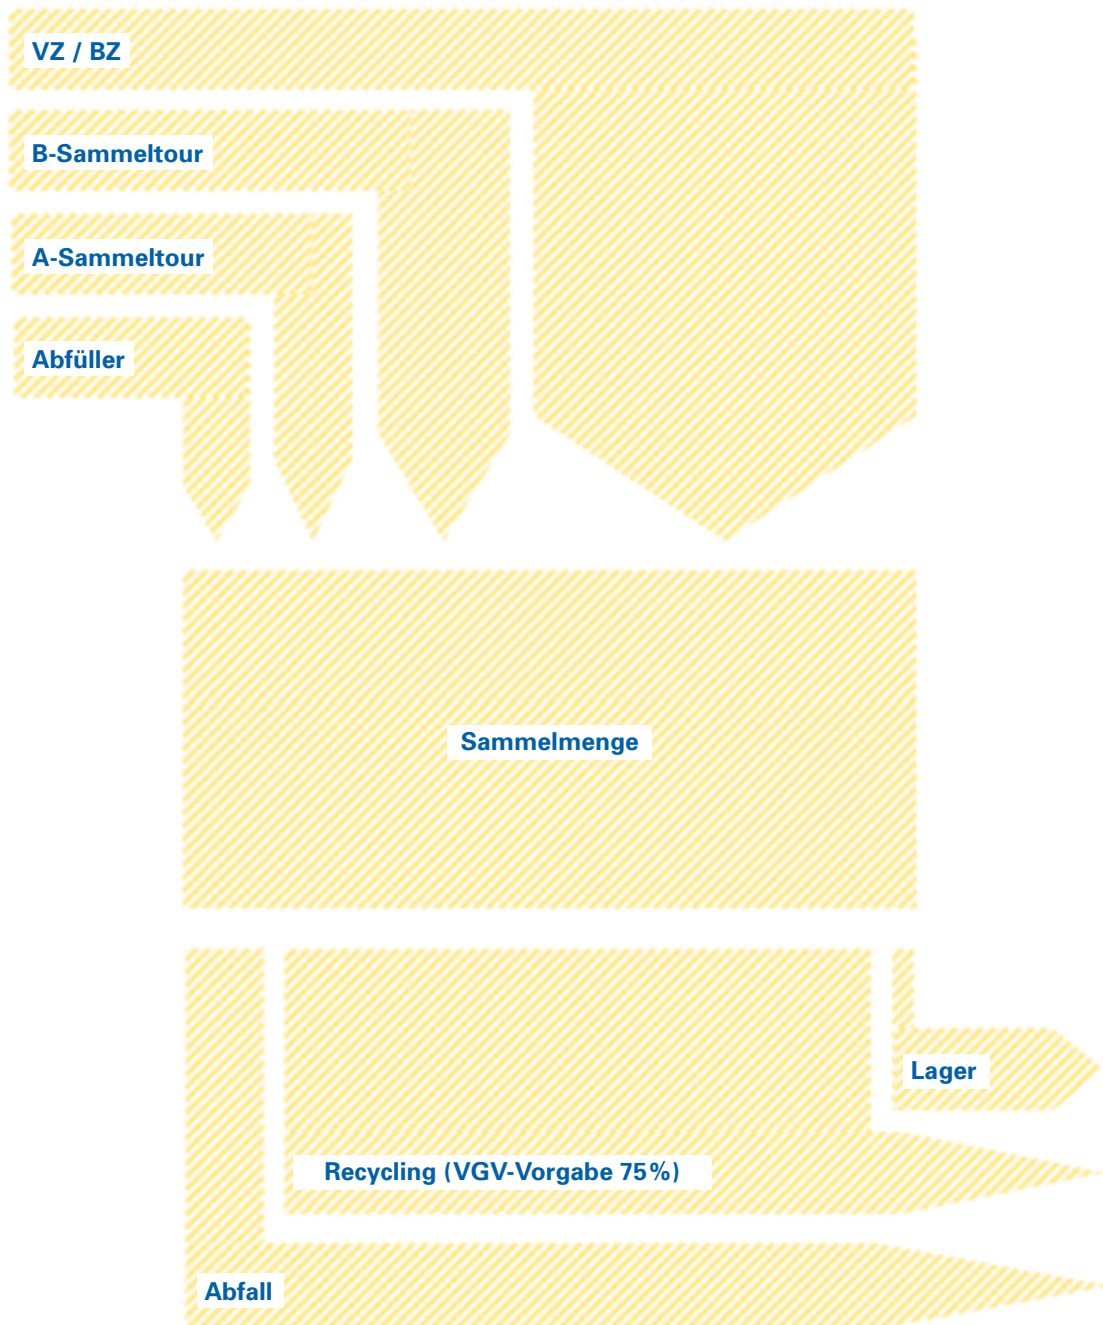 VZ / BZ
B-Sammeltour
A-Sammeltour
Abfüller
Sammelmenge
Lager
Recycling (VGV-Vorgabe 75%)
Abfall